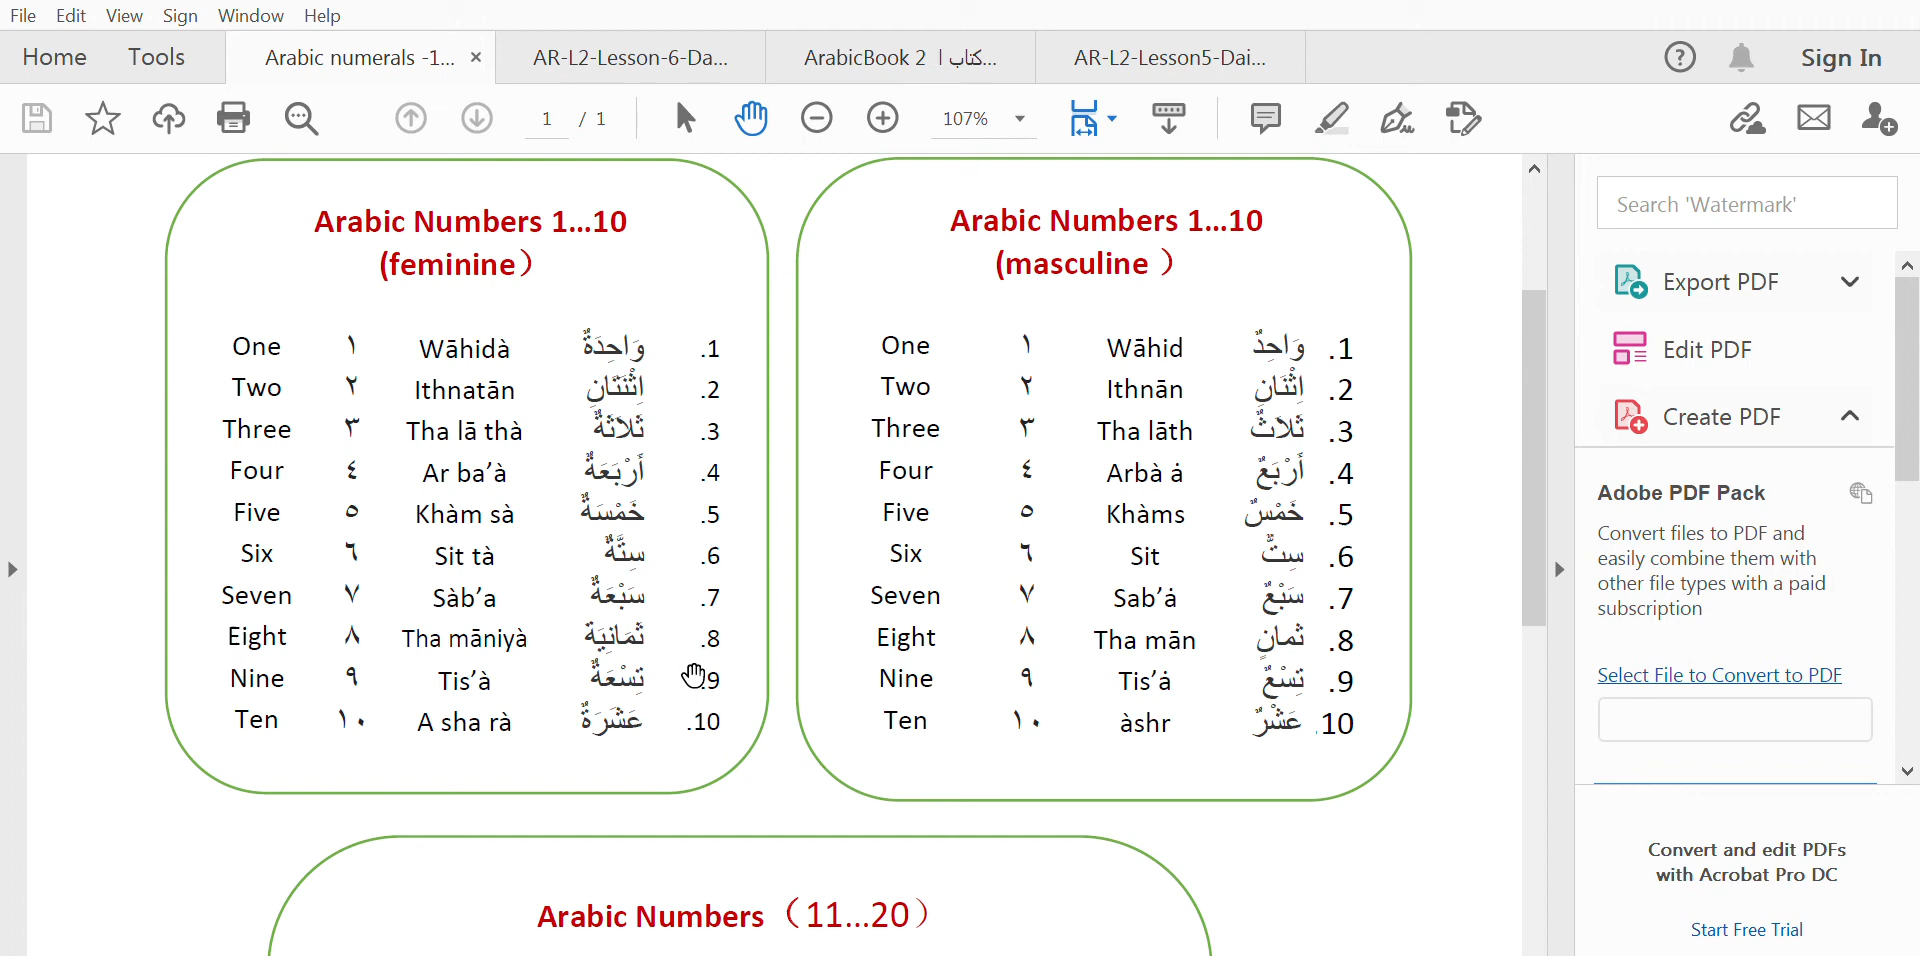 File Edit View Sign Window Help
Home Tools Arabic numerals -1... × AR-L2-Lesson-6-Da... ArabicBook 2 كتاب ا... AR-L2-Lesson5-Dai... Sign In
1 / 1 107%
Arabic Numbers 1...10
(feminine）
One ١ Wāhidà وَاحِدَةٌ .1
Two ٢ Ithnatān اِثْنَتَانِ .2
Three ٣ Tha lā thà ثَلَاثَةٌ .3
Four ٤ Ar ba’à أَرْبَعَةٌ .4
Five ٥ Khàm sà خَمْسَةٌ .5
Six ٦ Sit tà سِتَّةٌ .6
Seven ٧ Sàb’a سَبْعَةٌ .7
Eight ٨ Tha māniyà ثَمَانِيَة .8
Nine ٩ Tis’à تِسْعَةٌ 9
Ten ١٠ A sha rà عَشَرَةٌ .10
Arabic Numbers 1...10
(masculine ）
One ١ Wāhid وَاحِدٌ .1
Two ٢ Ithnān اِثْنَانِ .2
Three ٣ Tha lāth ثَلَاثٌ .3
Four ٤ Arbà ȧ أَرْبَعٌ .4
Five ٥ Khàms خَمْسٌ .5
Six ٦ Sit سِتٌّ .6
Seven ٧ Sab’ȧ سَبْعٌ .7
Eight ٨ Tha mān ثَمانٍ .8
Nine ٩ Tis’ȧ تِسْعٌ .9
Ten ١٠ àshr عَشْرٌ .10
Arabic Numbers （11...20）
Search 'Watermark'
Export PDF
Edit PDF
Create PDF
Adobe PDF Pack
Convert files to PDF and
easily combine them with
other file types with a paid
subscription
Select File to Convert to PDF
Convert and edit PDFs
with Acrobat Pro DC
Start Free Trial